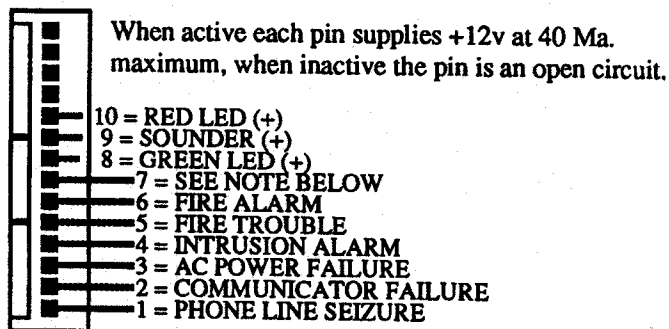 When active each pin supplies +12v at 40 Ma.
maximum, when inactive the pin is an open circuit.
10 = RED LED (+)
9 = SOUNDER (+)
8 = GREEN LED (+)
7 = SEE NOTE BELOW
6 = FIRE ALARM
5 = FIRE TROUBLE
4 = INTRUSION ALARM
3 = AC POWER FAILURE
2 = COMMUNICATOR FAILURE
1 = PHONE LINE SEIZURE